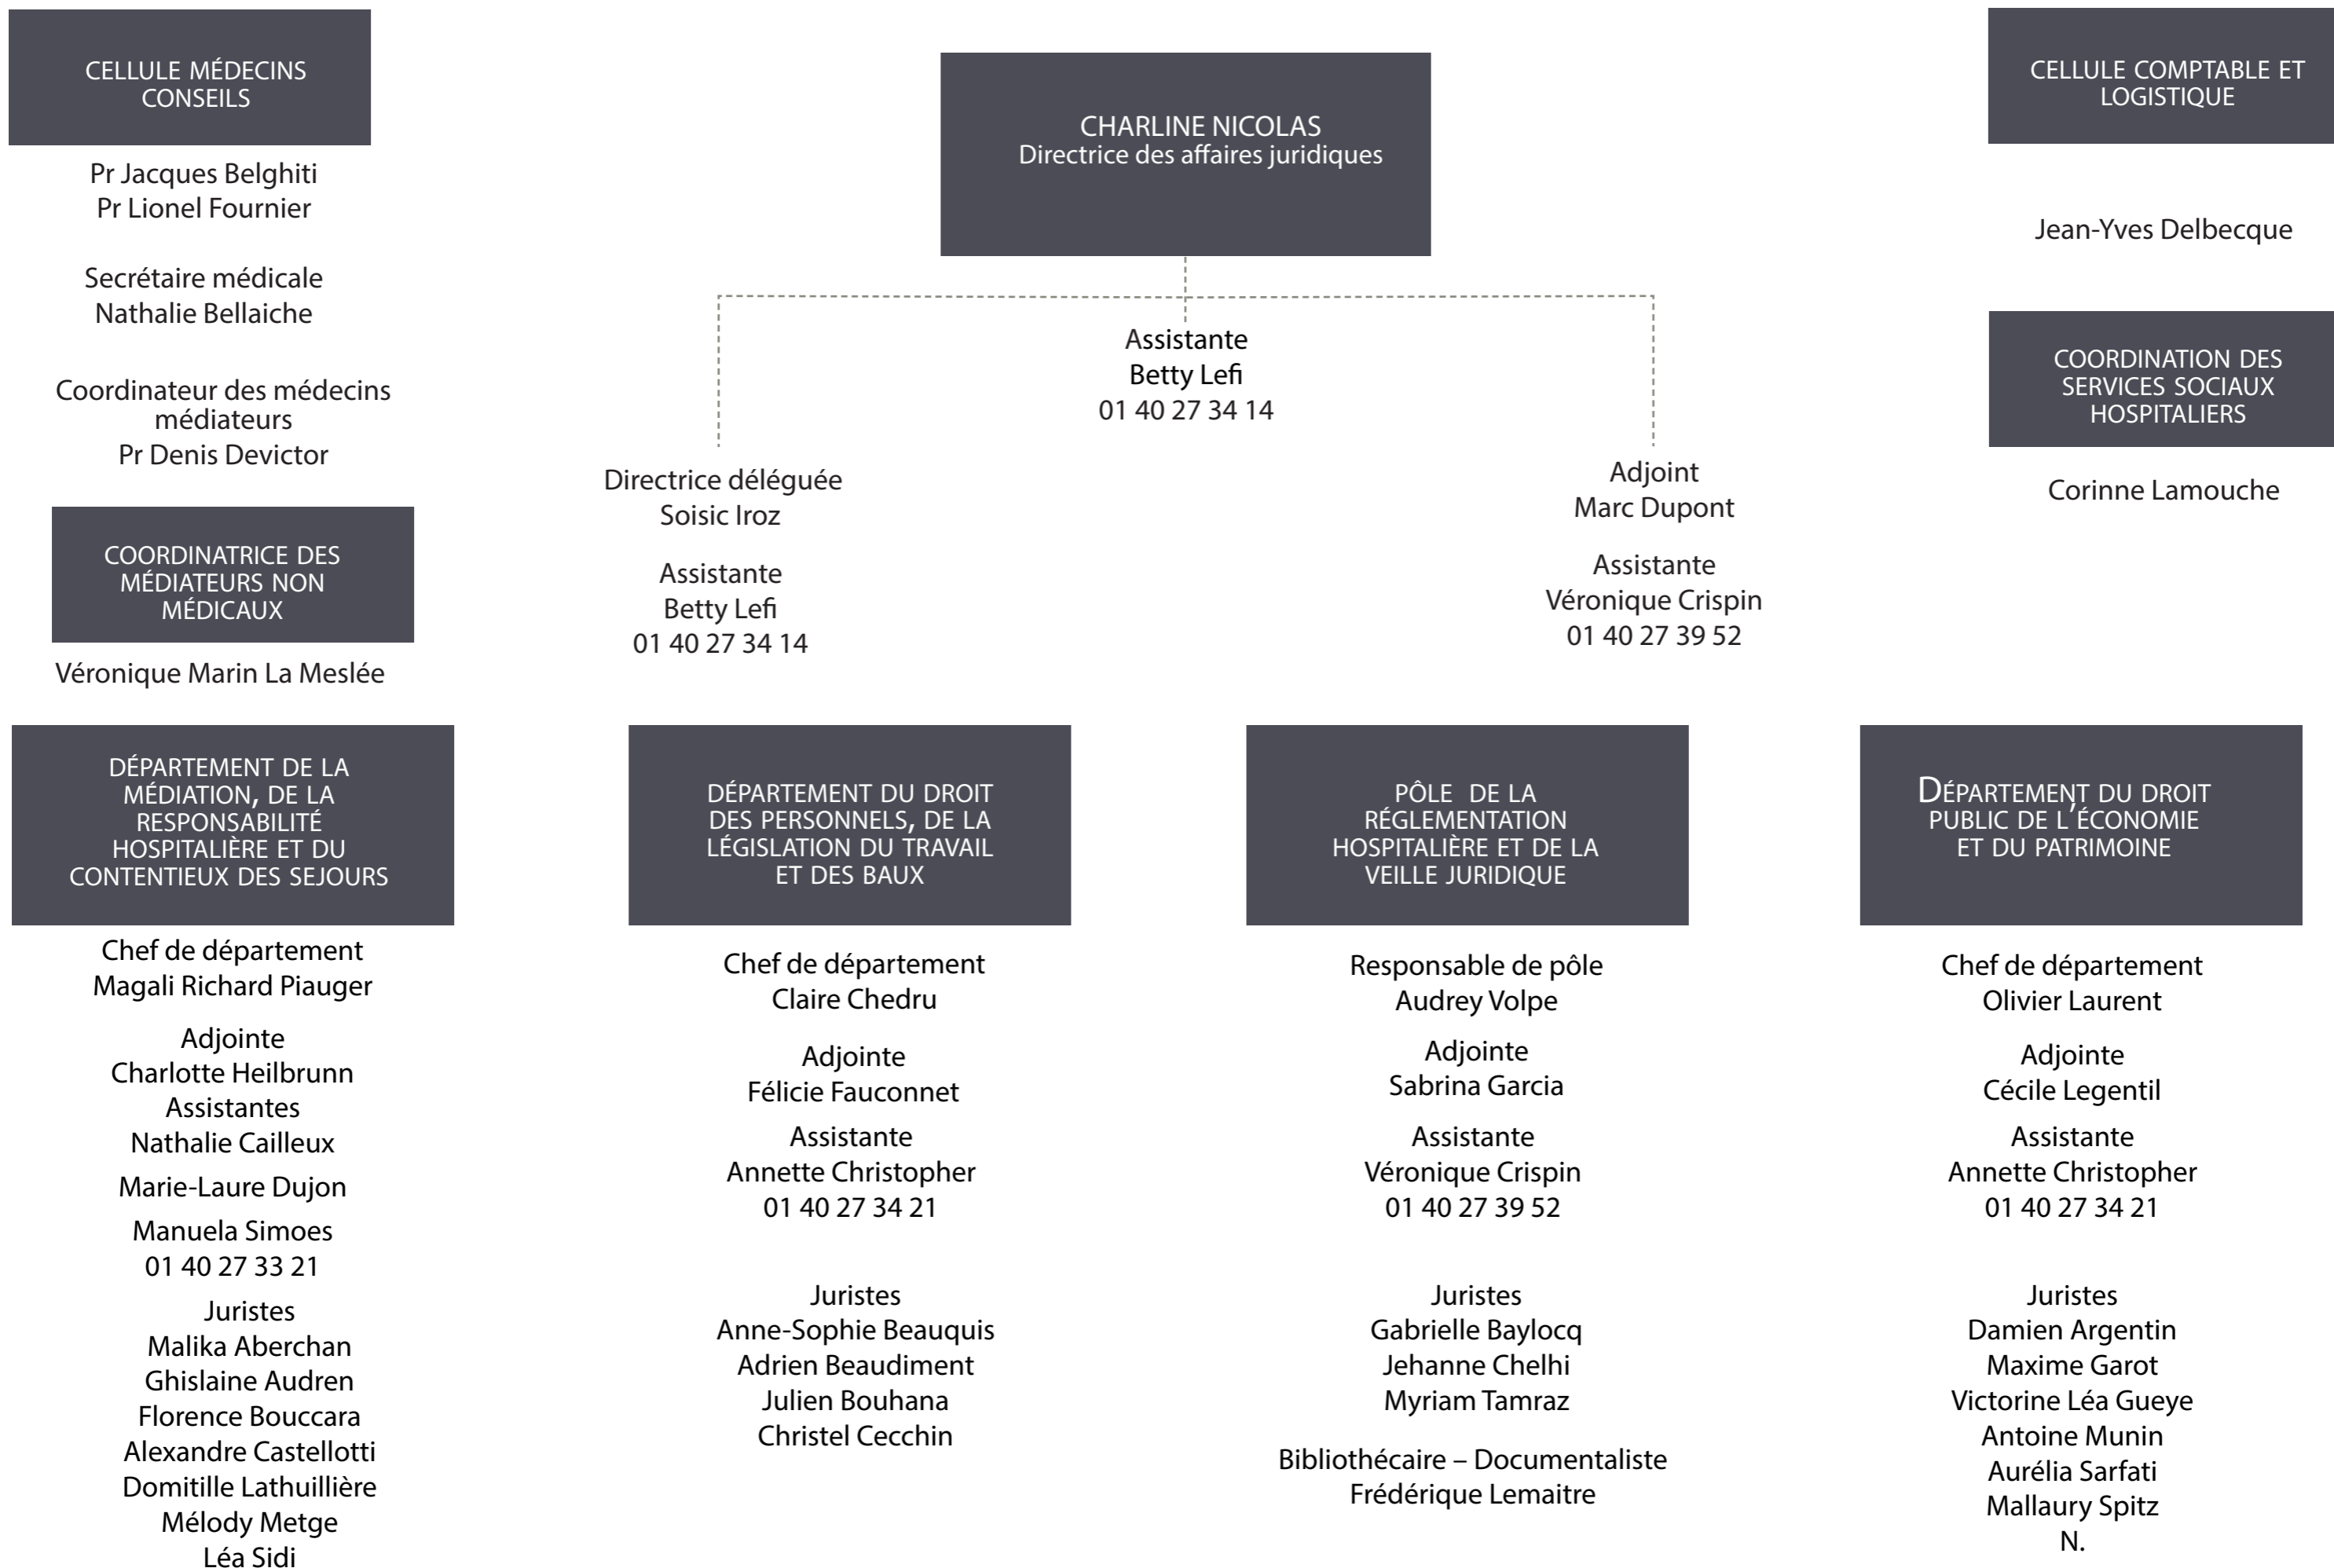 CELLULE MÉDECINS
CONSEILS
Pr Jacques Belghiti
Pr Lionel Fournier
Secrétaire médicale
Nathalie Bellaiche
Coordinateur des médecins
médiateurs
Pr Denis Devictor
COORDINATRICE DES
MÉDIATEURS NON
MÉDICAUX
Véronique Marin La Meslée
CHARLINE NICOLAS
Directrice des affaires juridiques
Assistante
Betty Lefi
01 40 27 34 14
Directrice déléguée
Soisic Iroz
Assistante
Betty Lefi
01 40 27 34 14
Adjoint
Marc Dupont
Assistante
Véronique Crispin
01 40 27 39 52
CELLULE COMPTABLE ET
LOGISTIQUE
Jean-Yves Delbecque
COORDINATION DES
SERVICES SOCIAUX
HOSPITALIERS
Corinne Lamouche
DÉPARTEMENT DE LA
MÉDIATION, DE LA
RESPONSABILITÉ
HOSPITALIÈRE ET DU
CONTENTIEUX DES SEJOURS
Chef de département
Magali Richard Piauger
Adjointe
Charlotte Heilbrunn
Assistantes
Nathalie Cailleux
Marie-Laure Dujon
Manuela Simoes
01 40 27 33 21
Juristes
Malika Aberchan
Ghislaine Audren
Florence Bouccara
Alexandre Castellotti
Domitille Lathuillière
Mélody Metge
Léa Sidi
DÉPARTEMENT DU DROIT
DES PERSONNELS, DE LA
LÉGISLATION DU TRAVAIL
ET DES BAUX
Chef de département
Claire Chedru
Adjointe
Félicie Fauconnet
Assistante
Annette Christopher
01 40 27 34 21
Juristes
Anne-Sophie Beauquis
Adrien Beaudiment
Julien Bouhana
Christel Cecchin
PÔLE DE LA
RÉGLEMENTATION
HOSPITALIÈRE ET DE LA
VEILLE JURIDIQUE
Responsable de pôle
Audrey Volpe
Adjointe
Sabrina Garcia
Assistante
Véronique Crispin
01 40 27 39 52
Juristes
Gabrielle Baylocq
Jehanne Chelhi
Myriam Tamraz
Bibliothécaire – Documentaliste
Frédérique Lemaitre
DÉPARTEMENT DU DROIT
PUBLIC DE L'ÉCONOMIE
ET DU PATRIMOINE
Chef de département
Olivier Laurent
Adjointe
Cécile Legentil
Assistante
Annette Christopher
01 40 27 34 21
Juristes
Damien Argentin
Maxime Garot
Victorine Léa Gueye
Antoine Munin
Aurélia Sarfati
Mallaury Spitz
N.